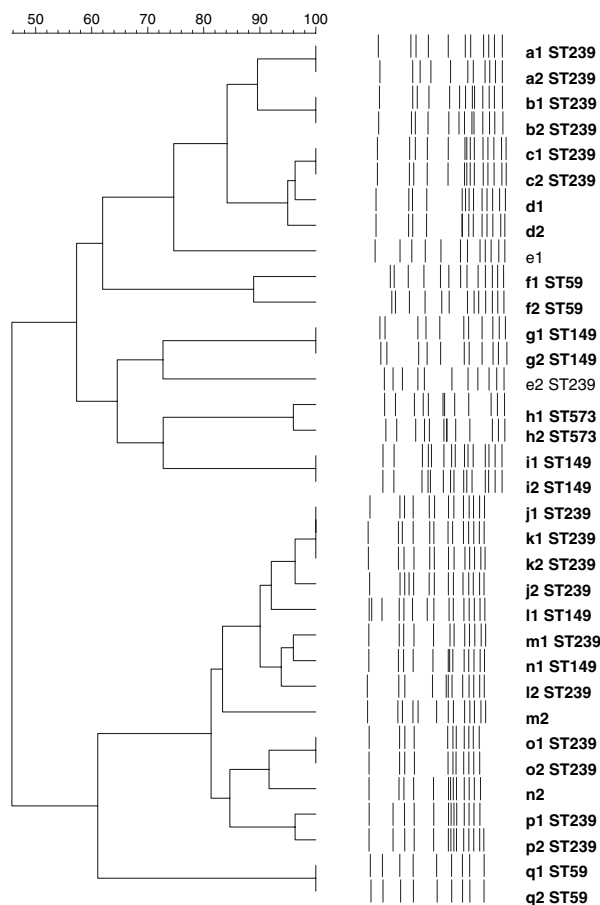 50 60 70 80 90 100
a1 ST239
a2 ST239
b1 ST239
b2 ST239
c1 ST239
c2 ST239
d1
d2
e1
f1 ST59
f2 ST59
g1 ST149
g2 ST149
e2 ST239
h1 ST573
h2 ST573
i1 ST149
i2 ST149
j1 ST239
k1 ST239
k2 ST239
j2 ST239
l1 ST149
m1 ST239
n1 ST149
l2 ST239
m2
o1 ST239
o2 ST239
n2
p1 ST239
p2 ST239
q1 ST59
q2 ST59